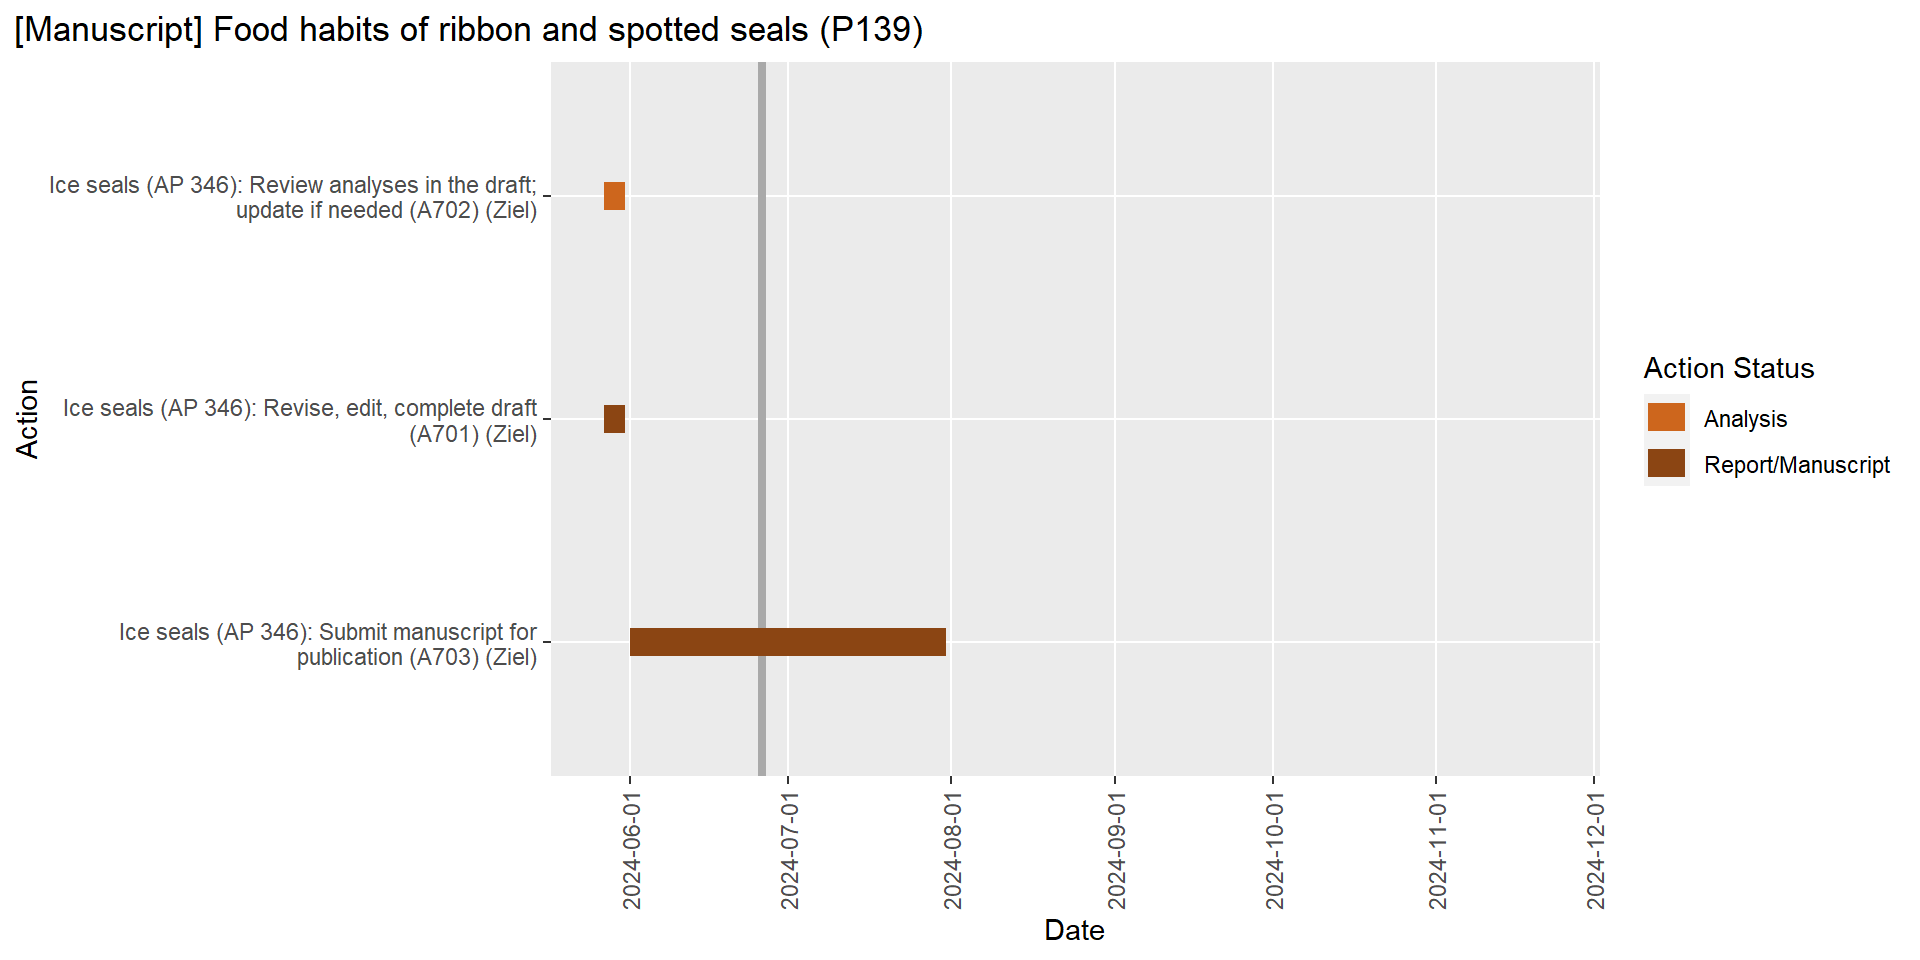 [Manuscript] Food habits of ribbon and spotted seals (P139)
Ice seals (AP 346): Review analyses in the draft;
update if needed (A702) (Ziel)
Ice seals (AP 346): Revise, edit, complete draft
(A701) (Ziel)
Ice seals (AP 346): Submit manuscript for
publication (A703) (Ziel)
Action
2024-06-01
2024-07-01
2024-08-01
2024-09-01
2024-10-01
2024-11-01
2024-12-01
Date
Action Status
Analysis
Report/Manuscript